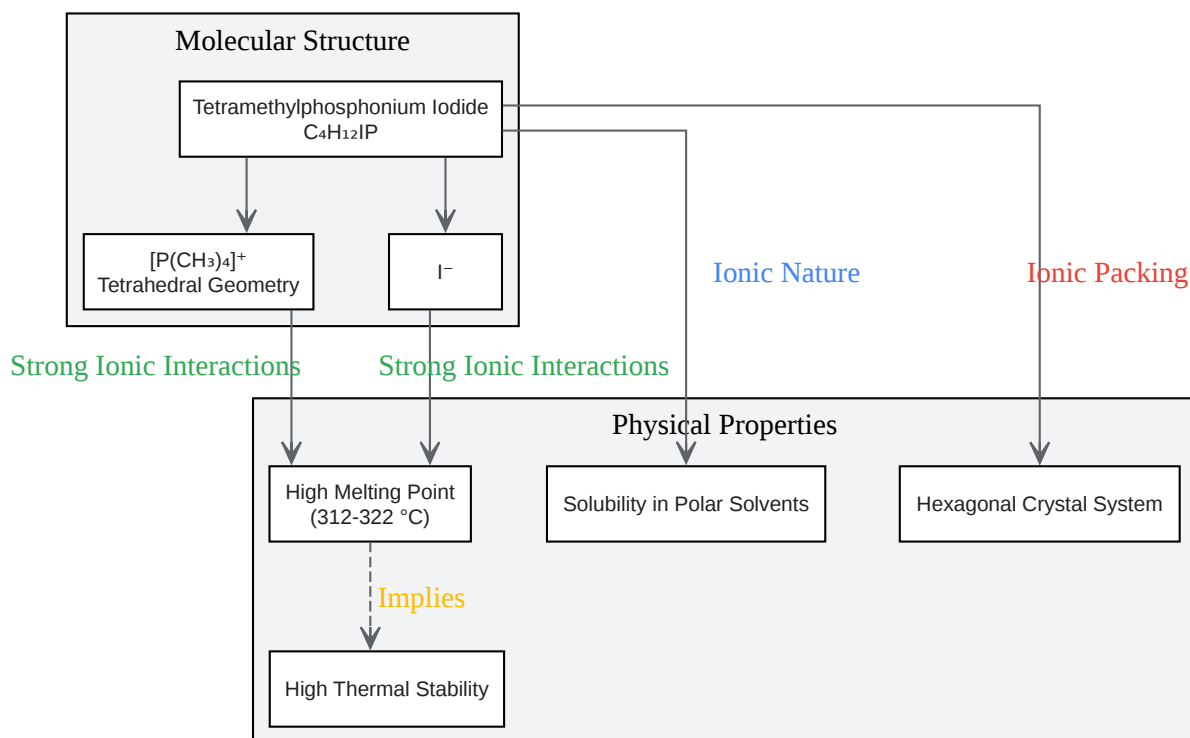 Molecular Structure
Tetramethylphosphonium Iodide
C₄H₁₂IP
[P(CH₃)₄]⁺
Tetrahedral Geometry
I⁻
Ionic Nature
Ionic Packing
Strong Ionic Interactions
Strong Ionic Interactions
Physical Properties
High Melting Point
(312-322 °C)
Solubility in Polar Solvents
Hexagonal Crystal System
Implies
High Thermal Stability